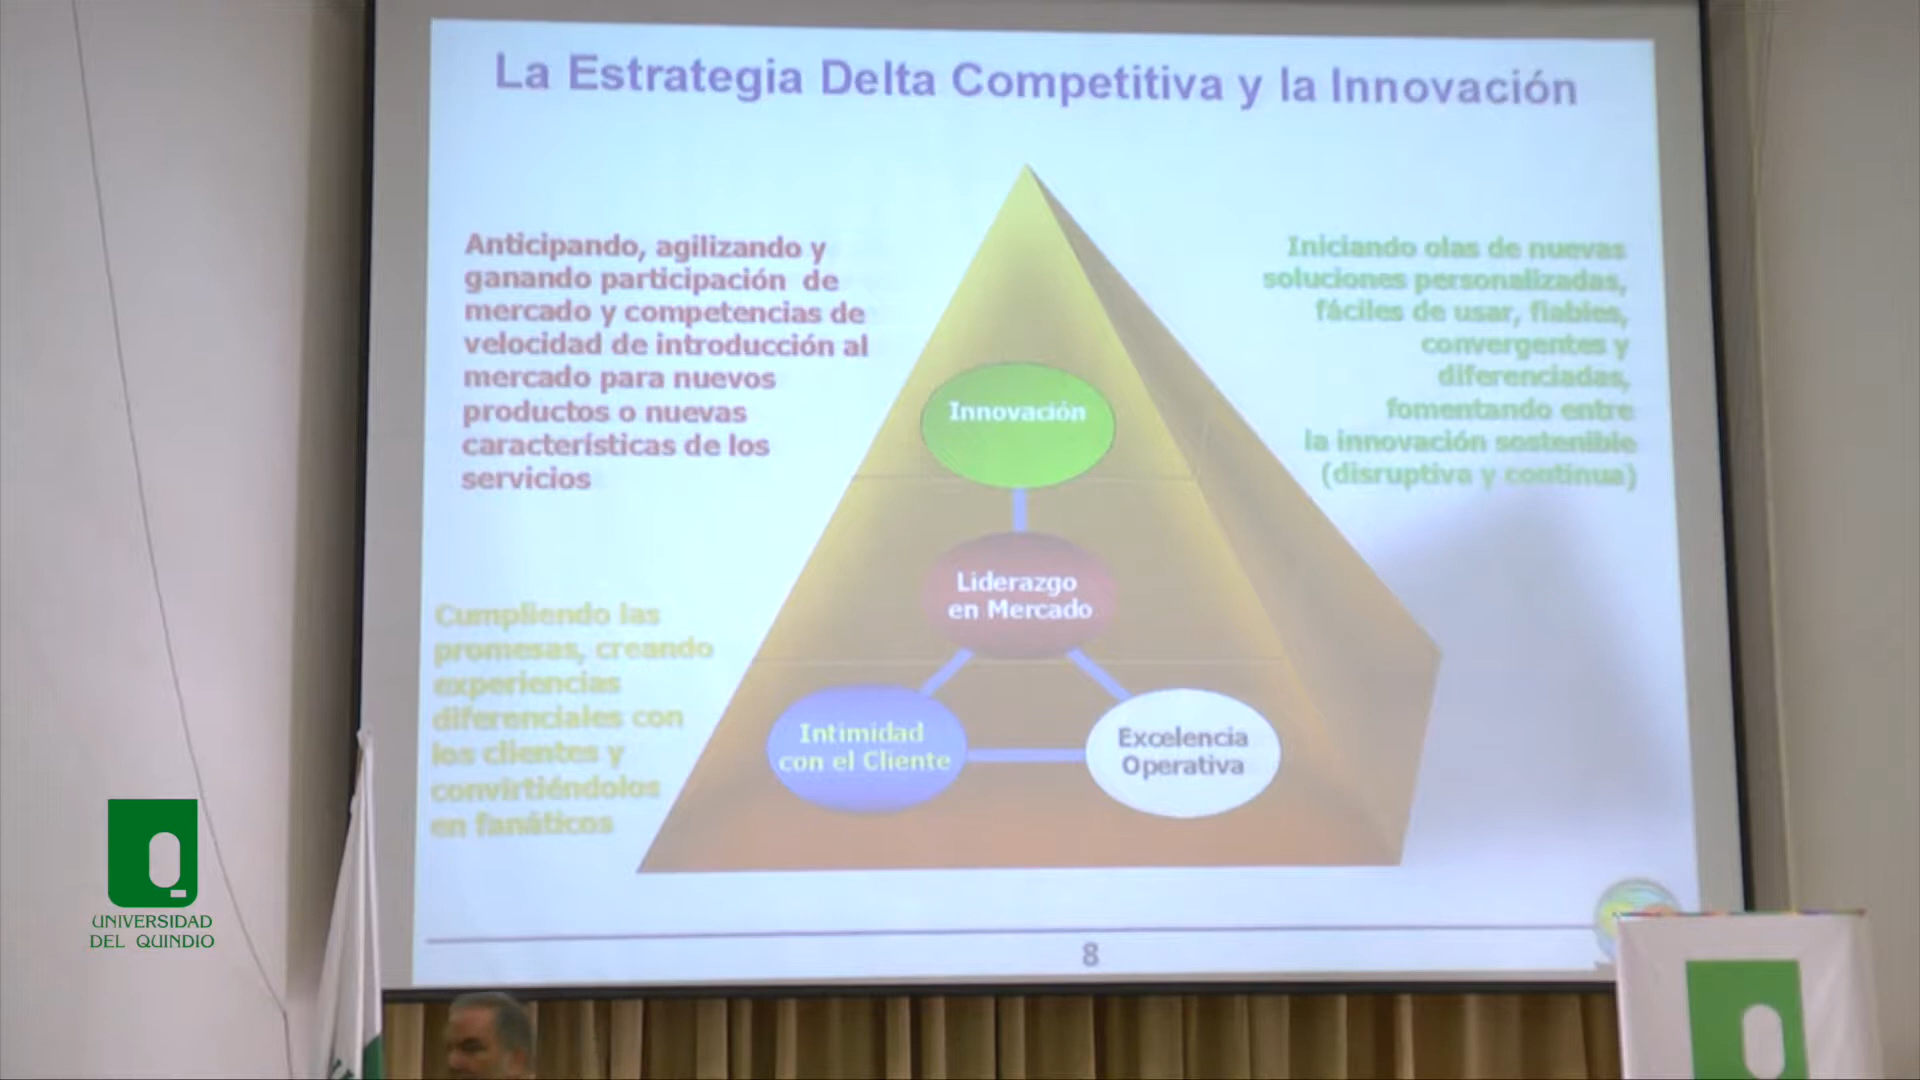 La Estrategia Delta Competitiva y la Innovación
Anticipando, agilizando y
ganando participación de
mercado y competencias de
velocidad de introducción al
mercado para nuevos
productos o nuevas
características de los
servicios
Iniciando olas de nuevas
soluciones personalizadas,
fáciles de usar, fiables,
convergentes y
diferenciadas,
fomentando entre
la innovación sostenible
(disruptiva y continua)
Innovación
Liderazgo
en Mercado
Cumpliendo las
promesas, creando
experiencias
diferenciales con
los clientes y
convirtiéndolos
en fanáticos
Intimidad
con el Cliente
Excelencia
Operativa
8
UNIVERSIDAD
DEL QUINDIO